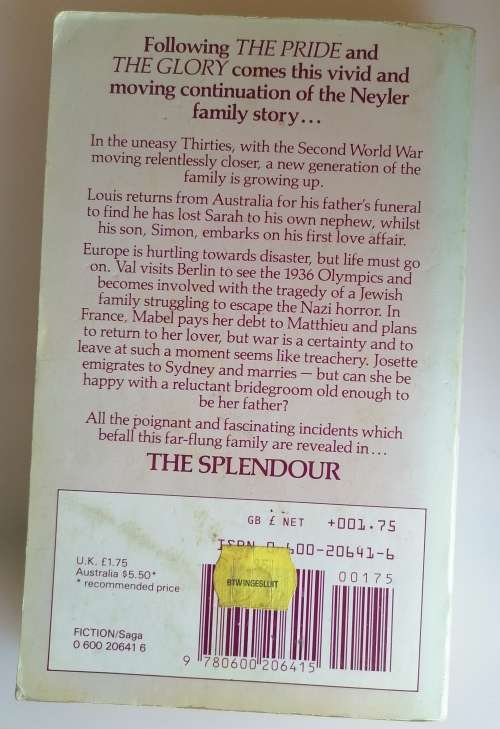 Following THE PRIDE and
THE GLORY comes this vivid and
moving continuation of the Neyler
family story...
In the uneasy Thirties, with the Second World War
moving relentlessly closer, a new generation of the
family is growing up.
Louis returns from Australia for his father's funeral
to find he has lost Sarah to his own nephew, whilst
his son, Simon, embarks on his first love affair.
Europe is hurtling towards disaster, but life must go
on. Val visits Berlin to see the 1936 Olympics and
becomes involved with the tragedy of a Jewish
family struggling to escape the Nazi horror. In
France, Mabel pays her debt to Matthieu and plans
to return to her lover, but war is a certainty and to
leave at such a moment seems like treachery. Josette
emigrates to Sydney and marries — but can she be
happy with a reluctant bridegroom old enough to
be her father?
All the poignant and fascinating incidents which
befall this far-flung family are revealed in...
THE SPLENDOUR
GB £ NET +001.75
ISBN 0-600-20641-6
U.K. £1.75
Australia $5.50*
* recommended price
00175
FICTION/Saga
0 600 20641 6
9 780600 206415